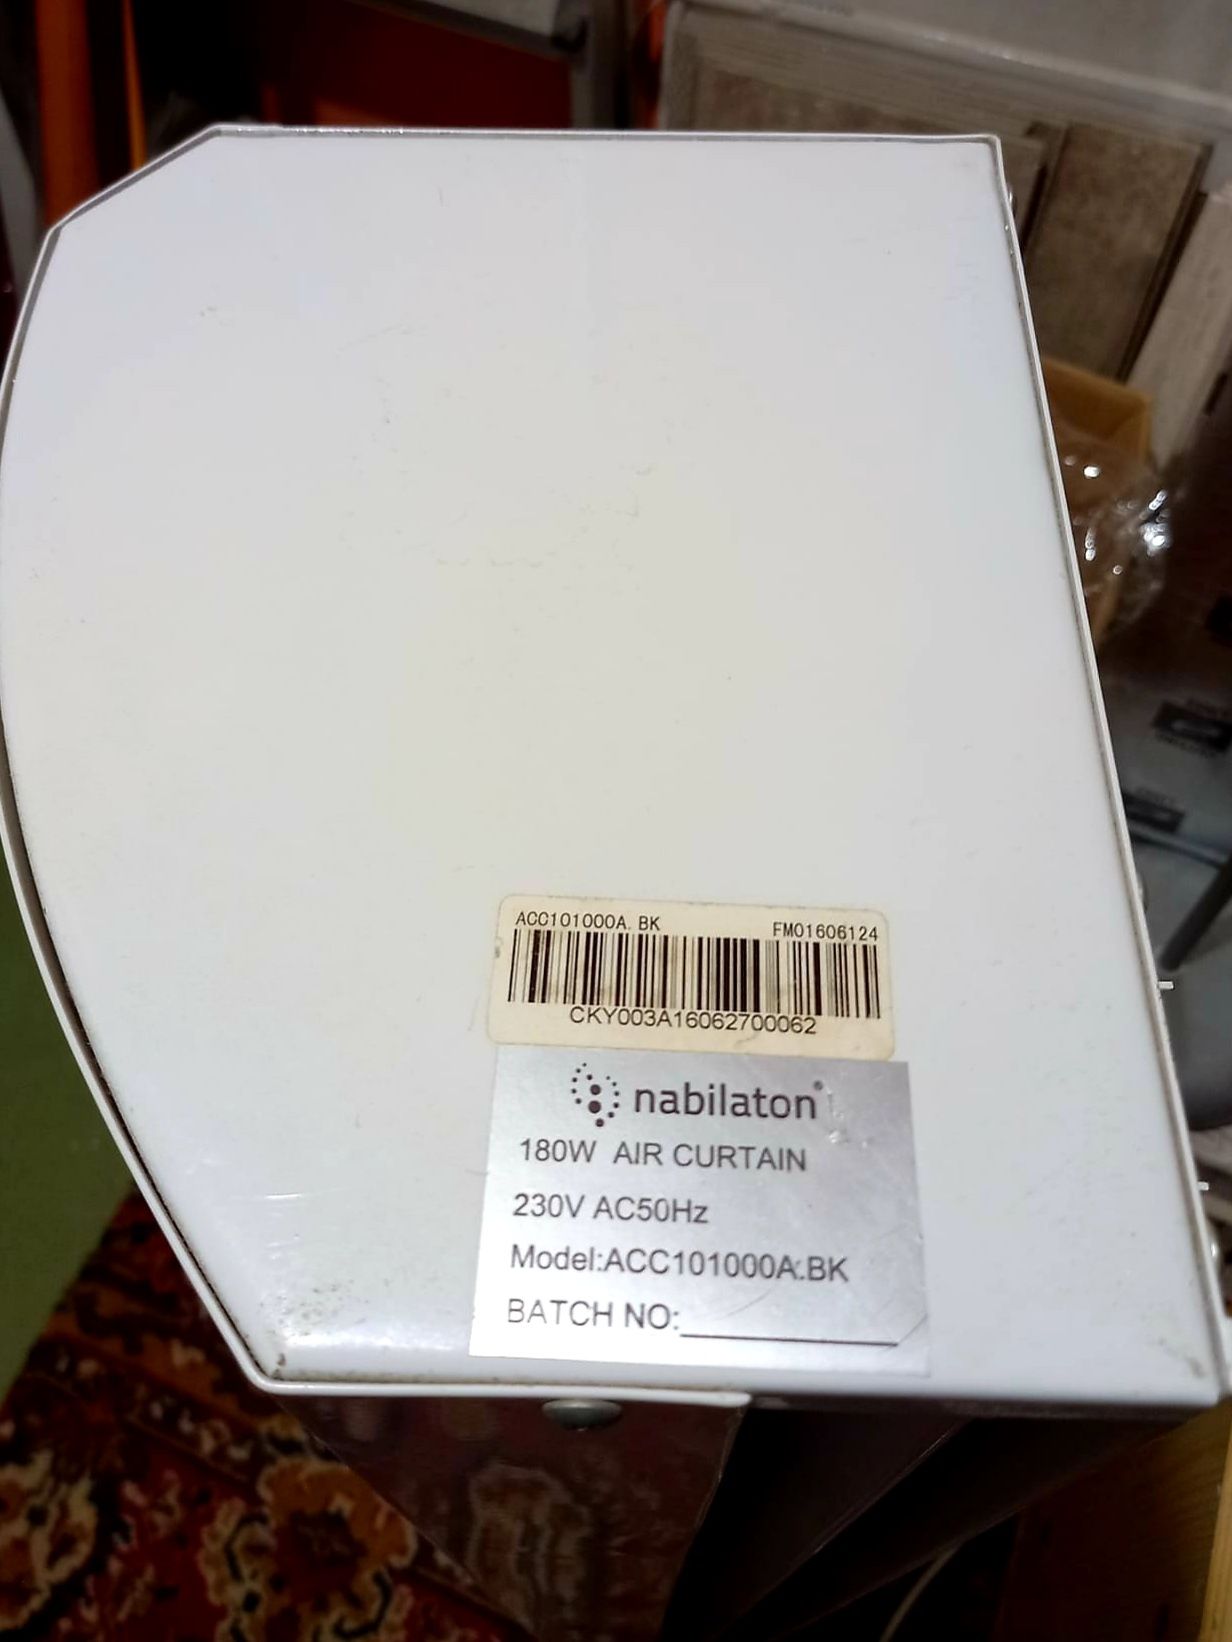 ACC101000A. BK FM01606124
CKY003A16062700062
nabilaton
180W AIR CURTAIN
230V AC50Hz
Model:ACC101000A.BK
BATCH NO: